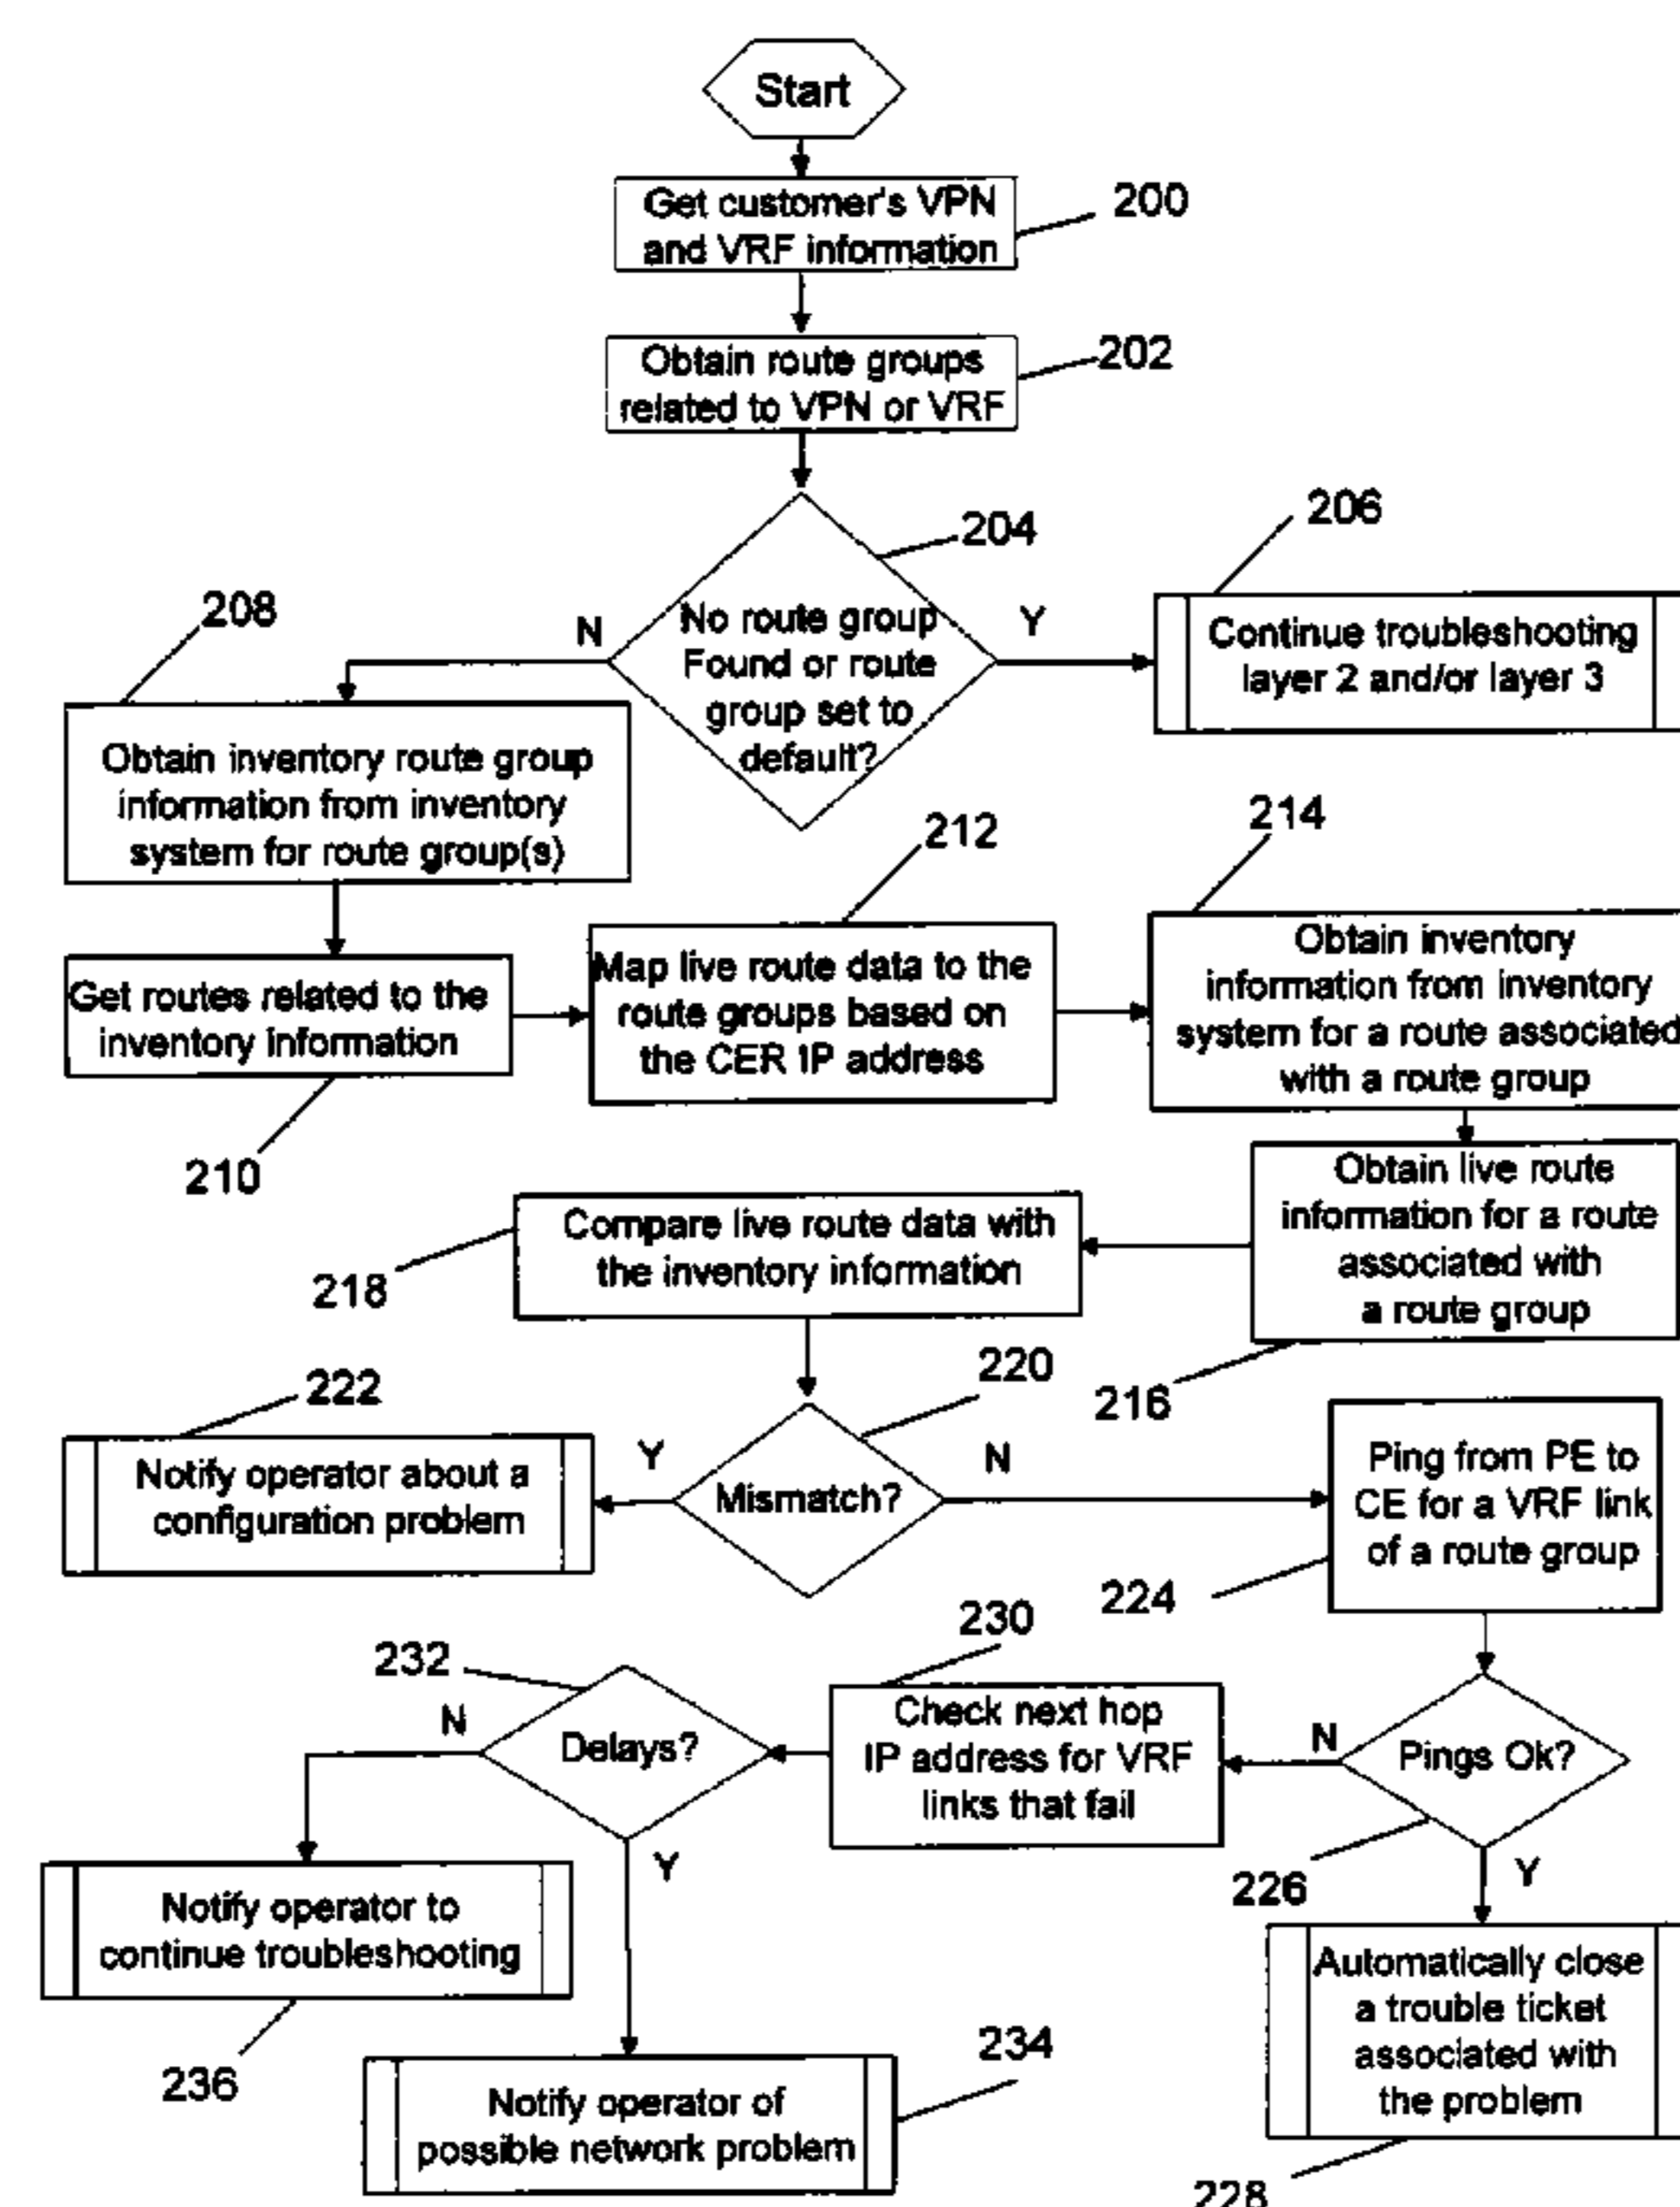 Start
Get customer's VPN
and VRF information
200
Obtain route groups
related to VPN or VRF
202
204
No route group
Found or route
group set to
default?
N
Y
206
Continue troubleshooting
layer 2 and/or layer 3
208
Obtain inventory route group
information from inventory
system for route group(s)
Get routes related to the
inventory information
210
212
Map live route data to the
route groups based on
the CER IP address
214
Obtain inventory
information from inventory
system for a route associated
with a route group
Obtain live route
information for a route
associated with
a route group
216
Compare live route data with
the inventory information
218
220
Mismatch?
Y
N
222
Notify operator about a
configuration problem
Ping from PE to
CE for a VRF link
of a route group
224
Pings Ok?
N
Y
226
Automatically close
a trouble ticket
associated with
the problem
228
230
Check next hop
IP address for VRF
links that fail
232
Delays?
N
Y
Notify operator to
continue troubleshooting
236
234
Notify operator of
possible network problem